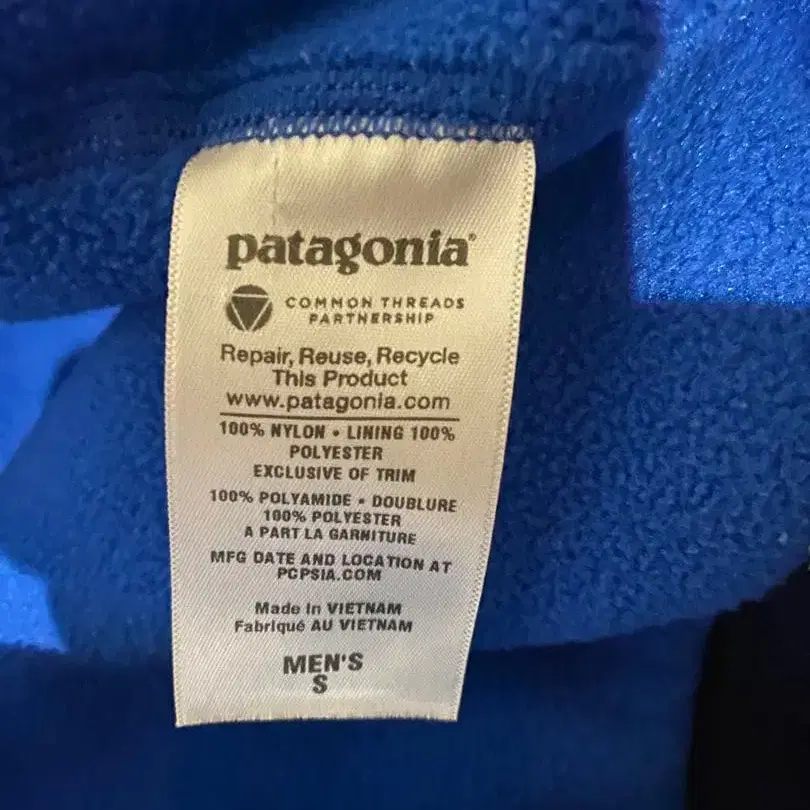 patagonia®
COMMON THREADS
PARTNERSHIP
Repair, Reuse, Recycle
This Product
www.patagonia.com
100% NYLON • LINING 100%
POLYESTER
EXCLUSIVE OF TRIM
100% POLYAMIDE • DOUBLURE
100% POLYESTER
A PART LA GARNITURE
MFG DATE AND LOCATION AT
PCPSIA.COM
Made in VIETNAM
Fabriqué AU VIETNAM
MEN'S
S